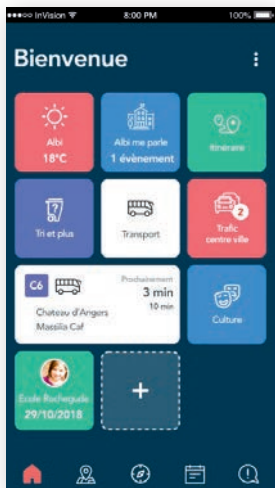 InVision 8:00 PM 100%
Bienvenue
Albi
18°C
Albi me parle
1 évènement
Itinéraire
Tri et plus
Transport
2
Trafic
centre ville
C6
Prochainement
3 min
10 min
Chateau d'Angers
Massilia Caf
Culture
Ecole Rochegude
29/10/2018
+